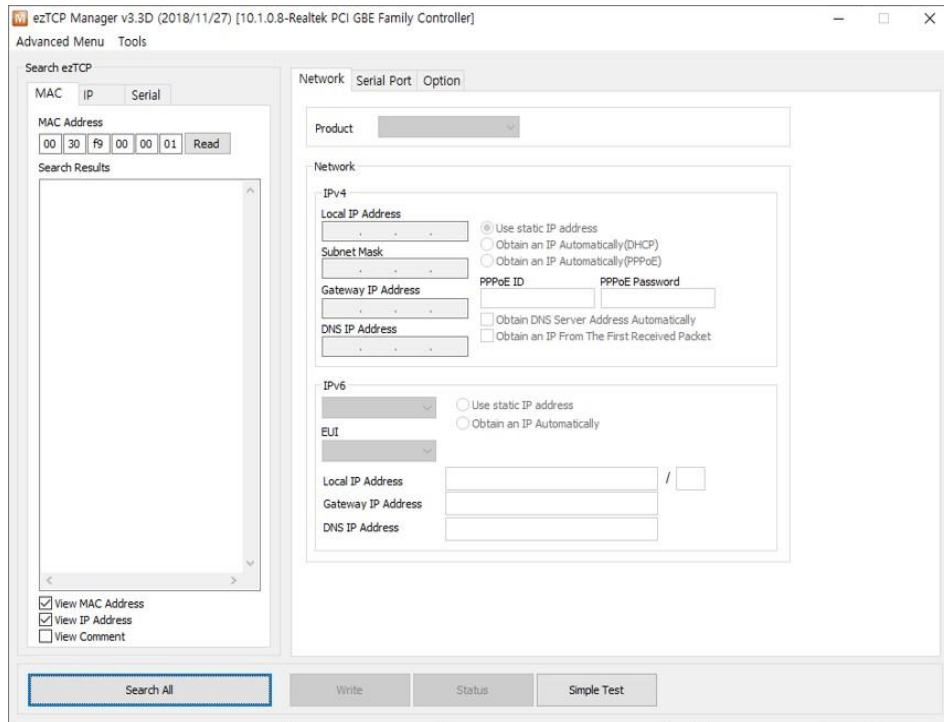 ezTCP Manager v3.3D (2018/11/27) [10.1.0.8-Realtek PCI GBE Family Controller]
Advanced Menu Tools
Search ezTCP
MAC IP Serial
MAC Address
00 30 f9 00 00 01 Read
Search Results
View MAC Address
View IP Address
View Comment
Network Serial Port Option
Product
Network
IPv4
Local IP Address
. . .
Subnet Mask
. . .
Gateway IP Address
. . .
DNS IP Address
. . .
Use static IP address
Obtain an IP Automatically(DHCP)
Obtain an IP Automatically(PPPoE)
PPPoE ID PPPoE Password
Obtain DNS Server Address Automatically
Obtain an IP From The First Received Packet
IPv6
Use static IP address
Obtain an IP Automatically
EUI
Local IP Address /
Gateway IP Address
DNS IP Address
Search All Write Status Simple Test